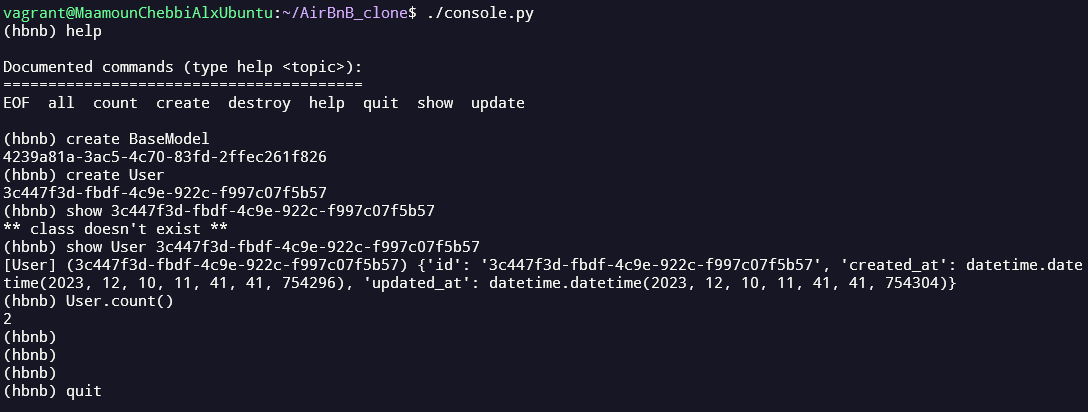 vagrant@MaamounChebbiAlxUbuntu:~/AirBnB_clone$ ./console.py
(hbnb) help
Documented commands (type help <topic>):
========================================
EOF  all  count  create  destroy  help  quit  show  update
(hbnb) create BaseModel
4239a81a-3ac5-4c70-83fd-2ffec261f826
(hbnb) create User
3c447f3d-fbdf-4c9e-922c-f997c07f5b57
(hbnb) show 3c447f3d-fbdf-4c9e-922c-f997c07f5b57
** class doesn't exist **
(hbnb) show User 3c447f3d-fbdf-4c9e-922c-f997c07f5b57
[User] (3c447f3d-fbdf-4c9e-922c-f997c07f5b57) {'id': '3c447f3d-fbdf-4c9e-922c-f997c07f5b57', 'created_at': datetime.date
time(2023, 12, 10, 11, 41, 41, 754296), 'updated_at': datetime.datetime(2023, 12, 10, 11, 41, 41, 754304)}
(hbnb) User.count()
2
(hbnb)
(hbnb)
(hbnb)
(hbnb) quit